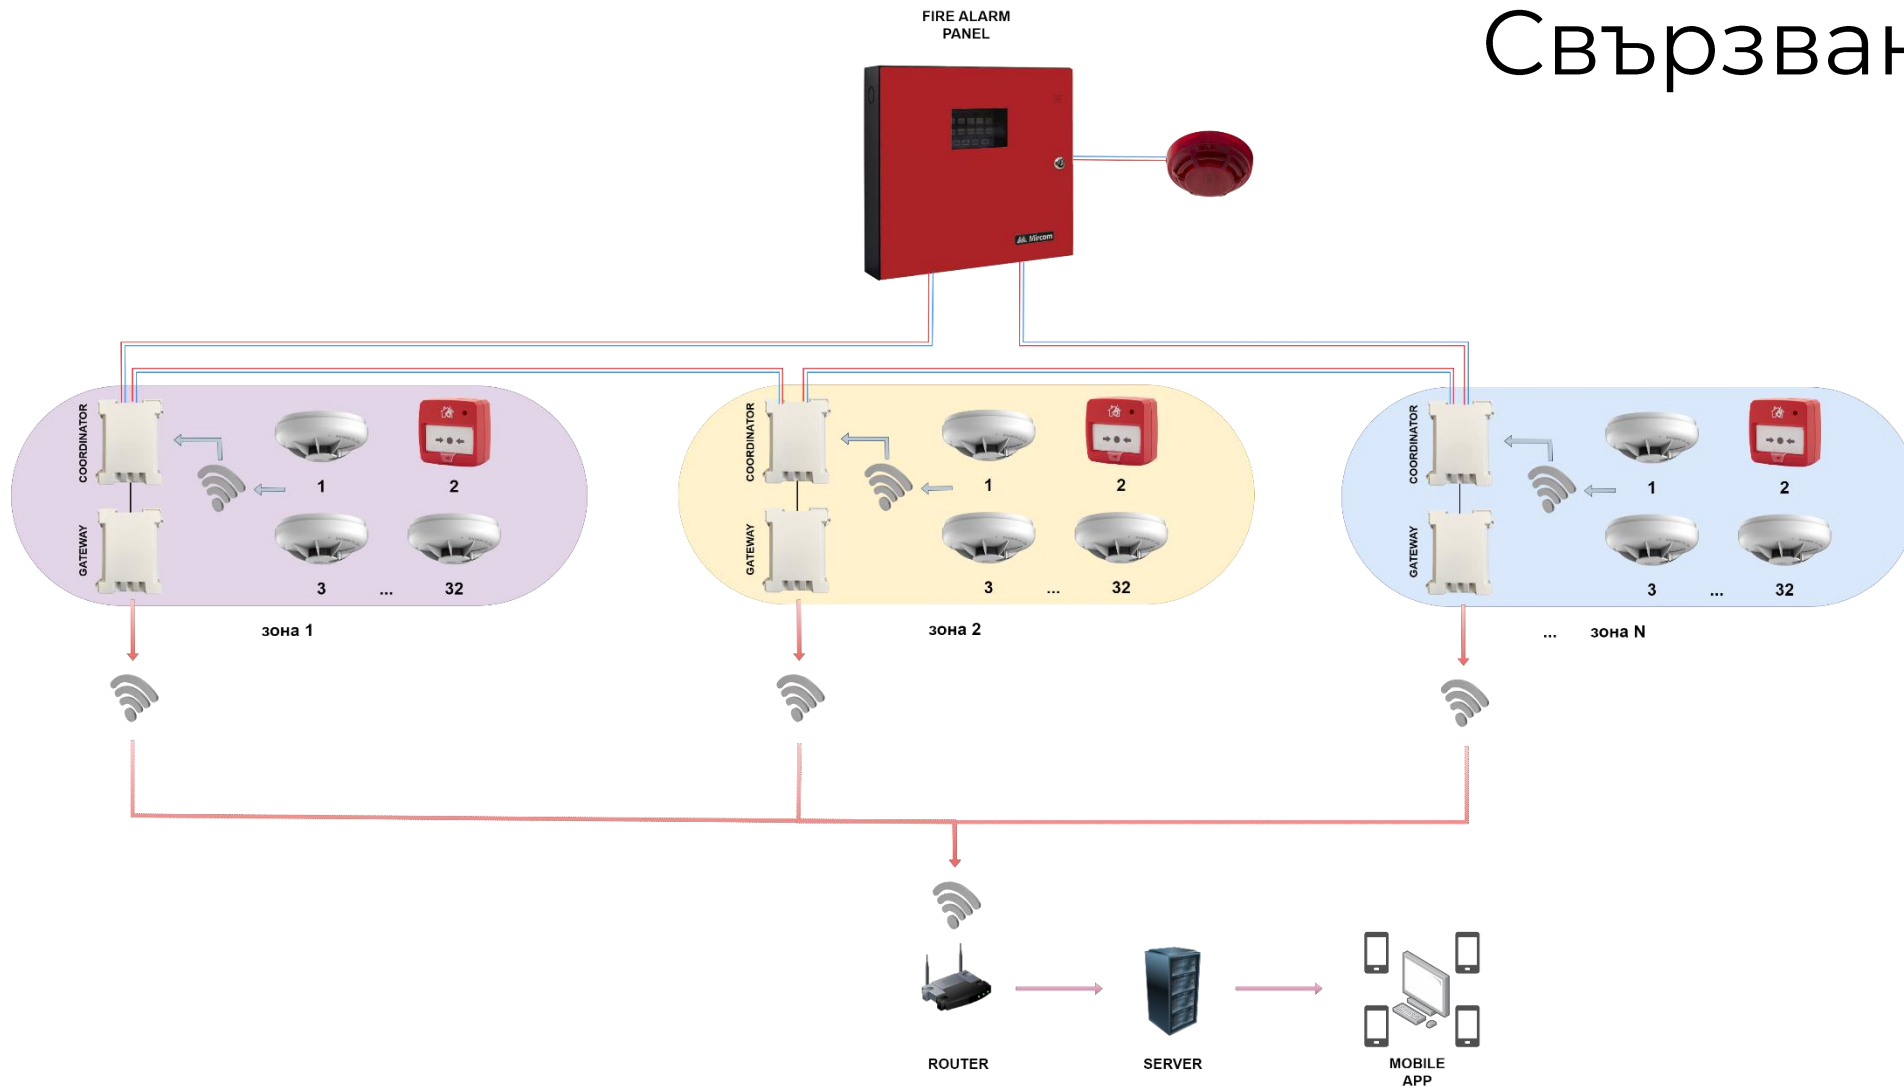 FIRE ALARM
PANEL
Свързван
Mircom
COORDINATOR
GATEWAY
1
2
3
...
32
зона 1
COORDINATOR
GATEWAY
1
2
3
...
32
зона 2
COORDINATOR
GATEWAY
1
2
3
...
32
...
зона N
ROUTER
SERVER
MOBILE
APP